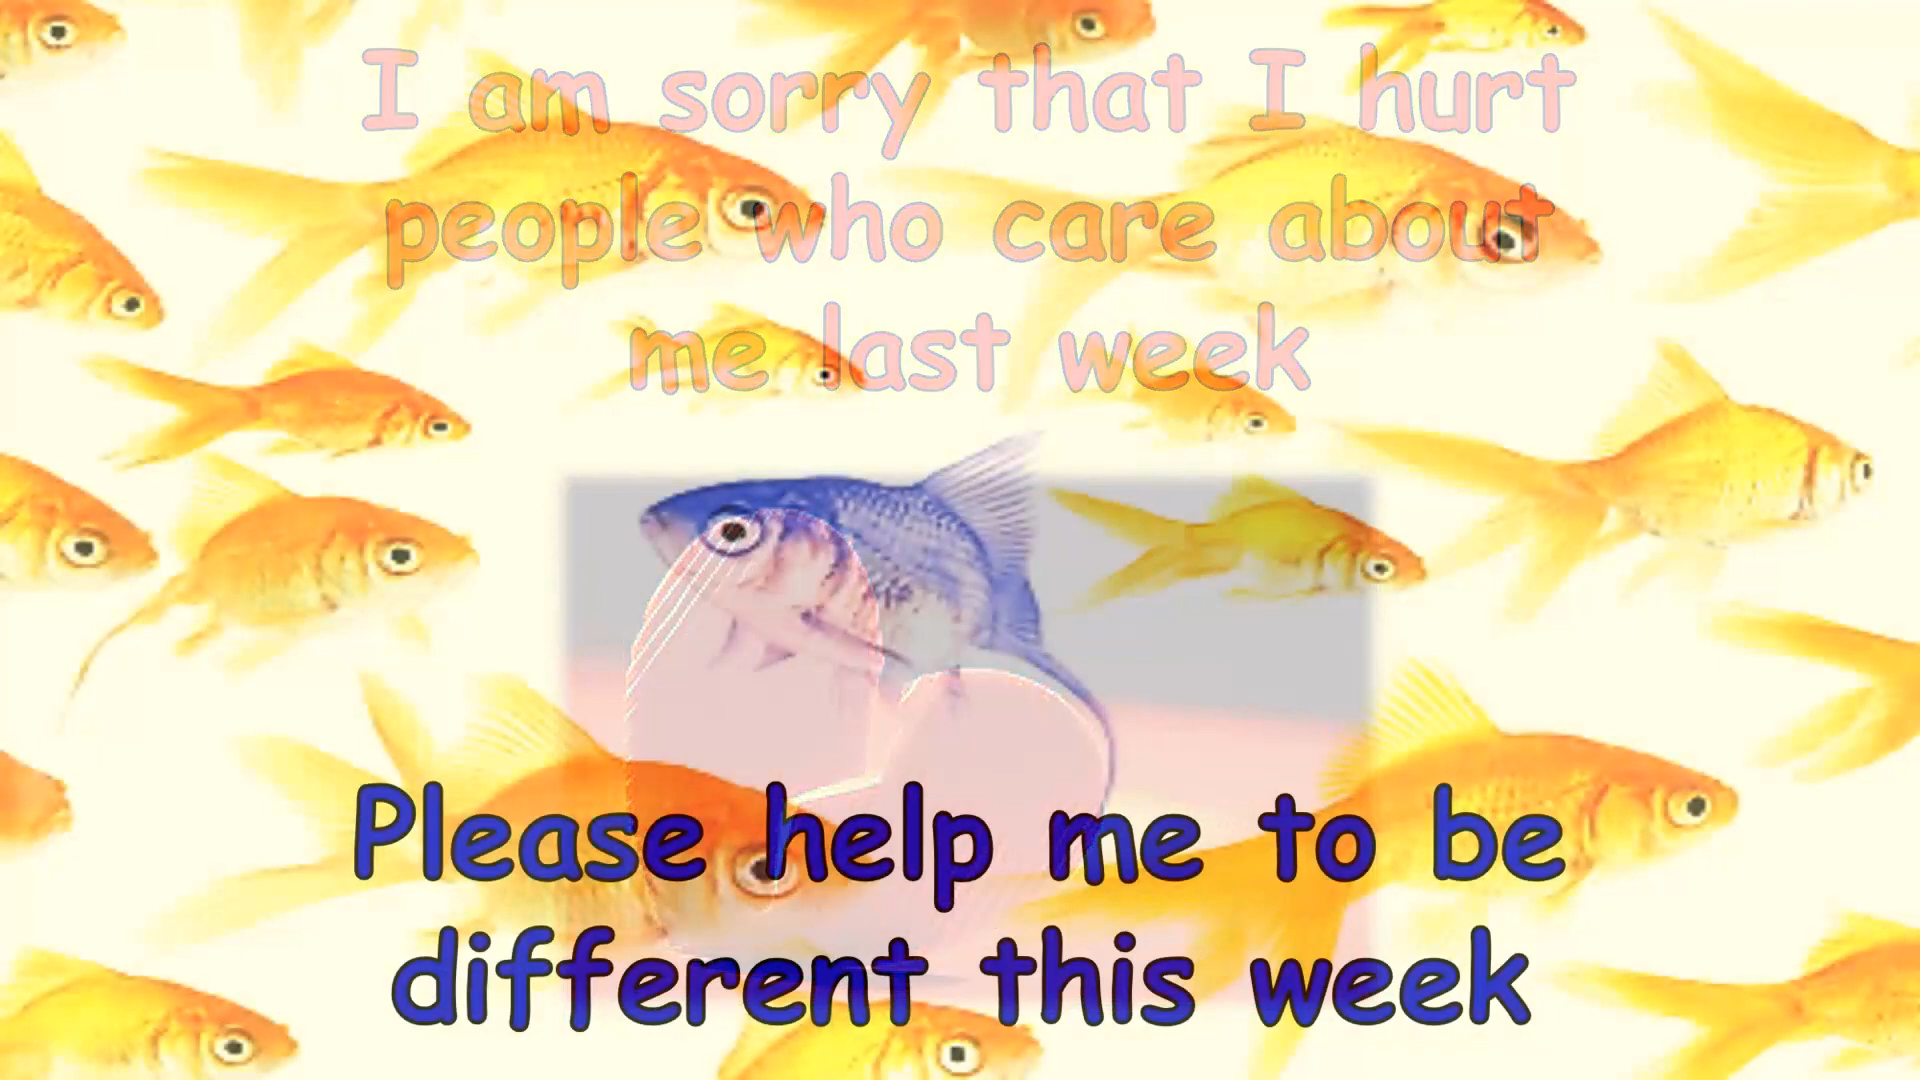 I am sorry that I hurt
people who care about
me last week
Please help me to be
different this week